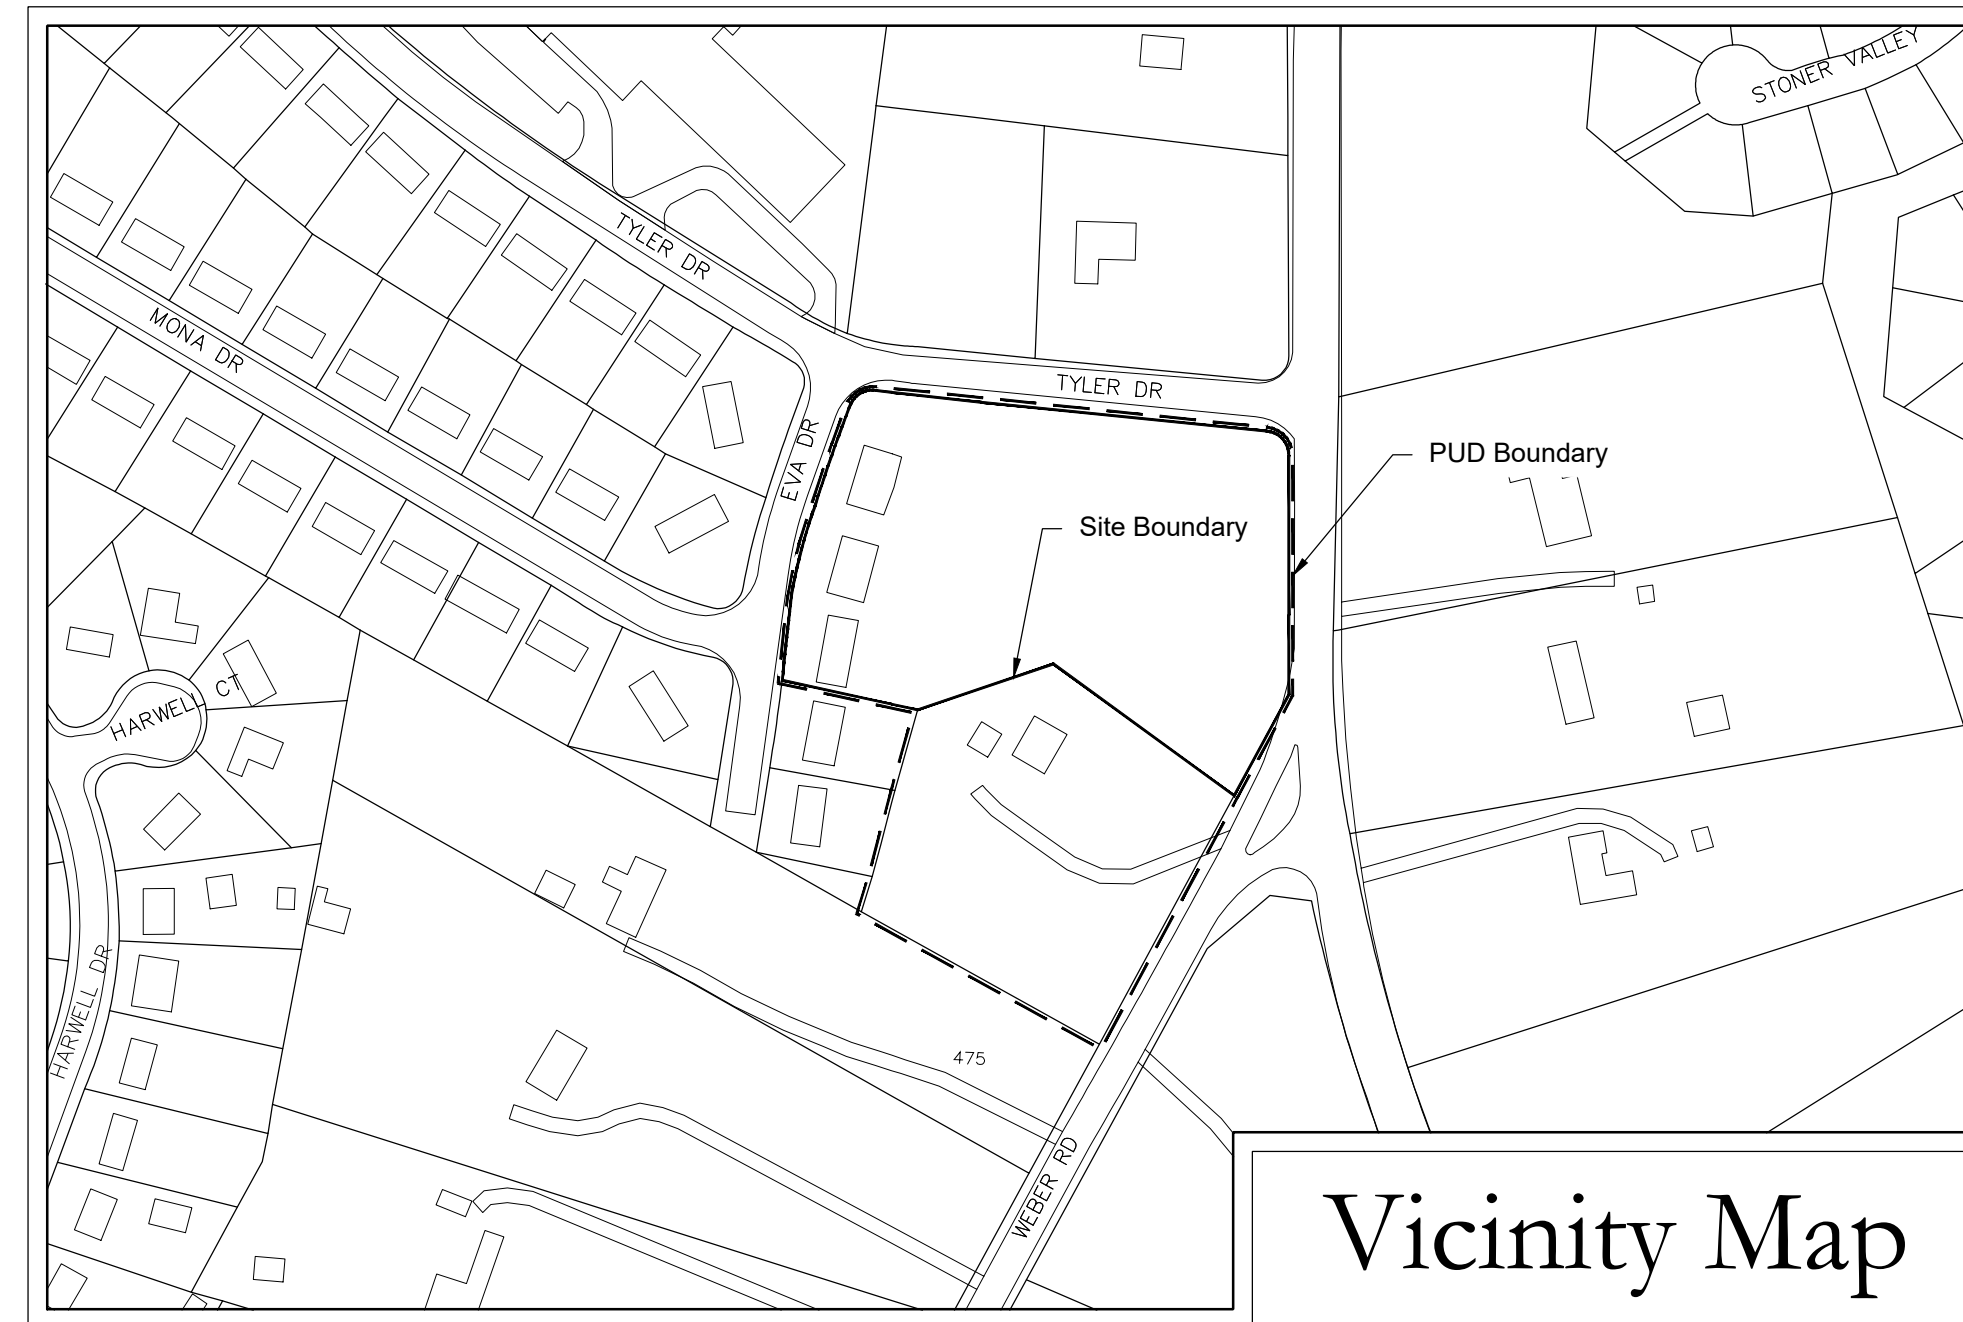 STONER VALLEY
TYLER DR
MONA DR
TYLER DR
EVA DR
PUD Boundary
Site Boundary
HARWELL CT
HARWELL DR
475
WEBER RD
Vicinity Map